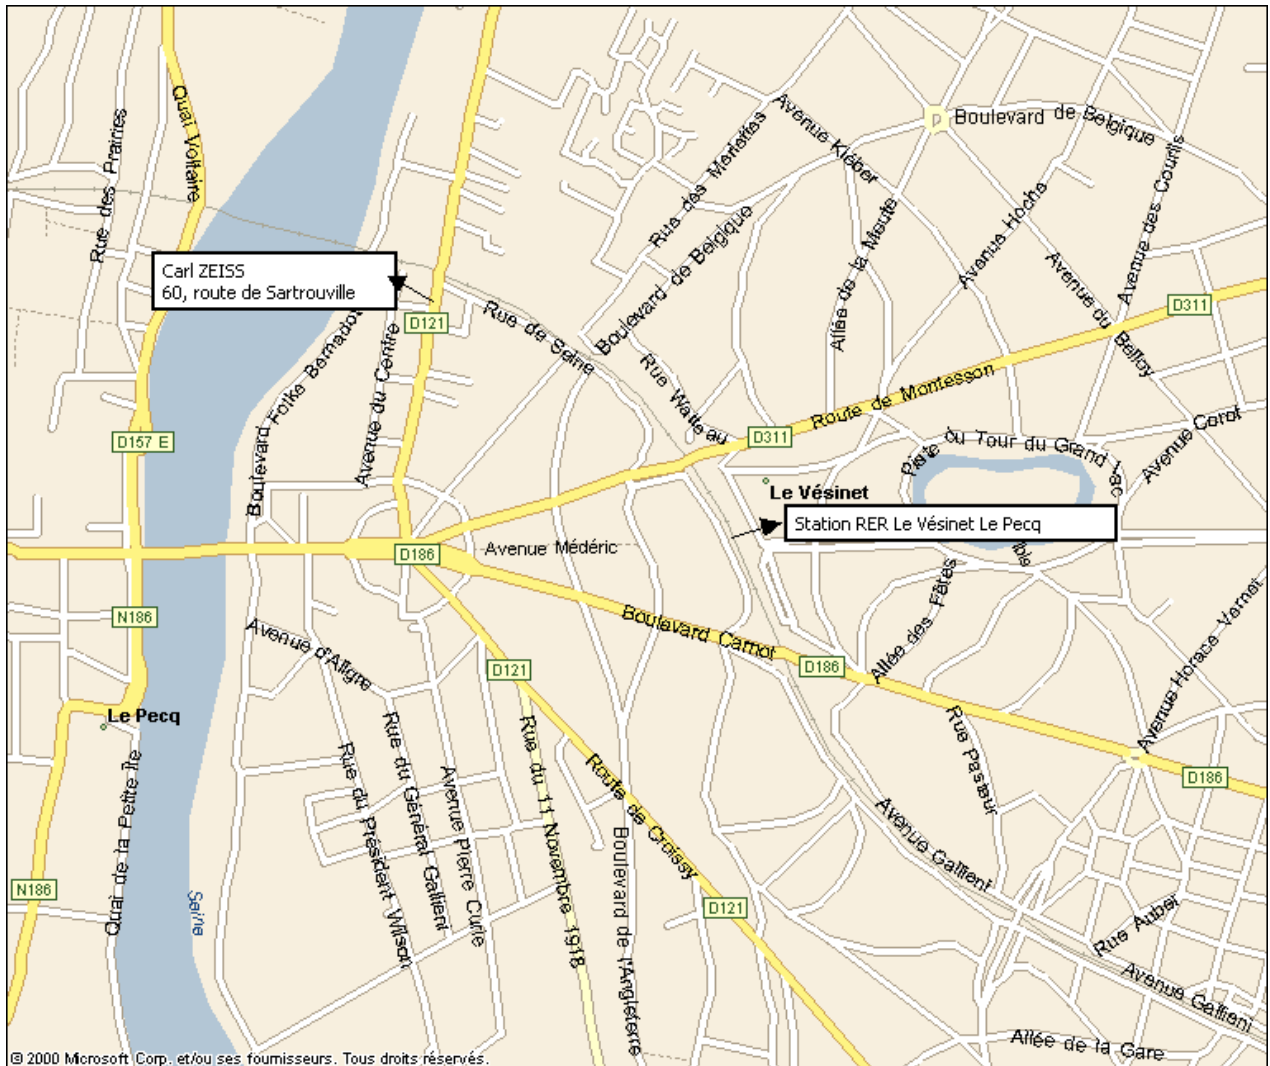 Quai Voltaire
Rue des Prairies
Rue des Merlettes
Avenue Kléber
Boulevard de Belgique
Avenue des Courlis
Avenue Hoche
Allée de la Meute
Boulevard de Belgique
Carl ZEISS
60, route de Sartrouville
D121
Rue de Seine
Avenue du Belloy
D311
Boulevard Folke Bernadot
Avenue du Centre
Rue Watteau
Route de Montesson
D311
D157 E
Piste du Tour du Grand Lac
Avenue Corot
Le Vésinet
Station RER Le Vésinet Le Pecq
D186
Avenue Médéric
Allée des Fêtes
N186
Avenue d'Aligre
Boulevard Carnot
D186
D121
Avenue Horace Vernet
Le Pecq
Rue Pasteur
D186
Quai de la Petite Île
Rue du Président Wilson
Rue du Général Gallieni
Avenue Pierre Curie
Rue du 11 Novembre 1918
Route de Croissy
Boulevard de l'Angleterre
Avenue Gallieni
N186
Seine
D121
Rue Aubei
Avenue Gallieni
Allée de la Gare
© 2000 Microsoft Corp. et/ou ses fournisseurs. Tous droits réservés.